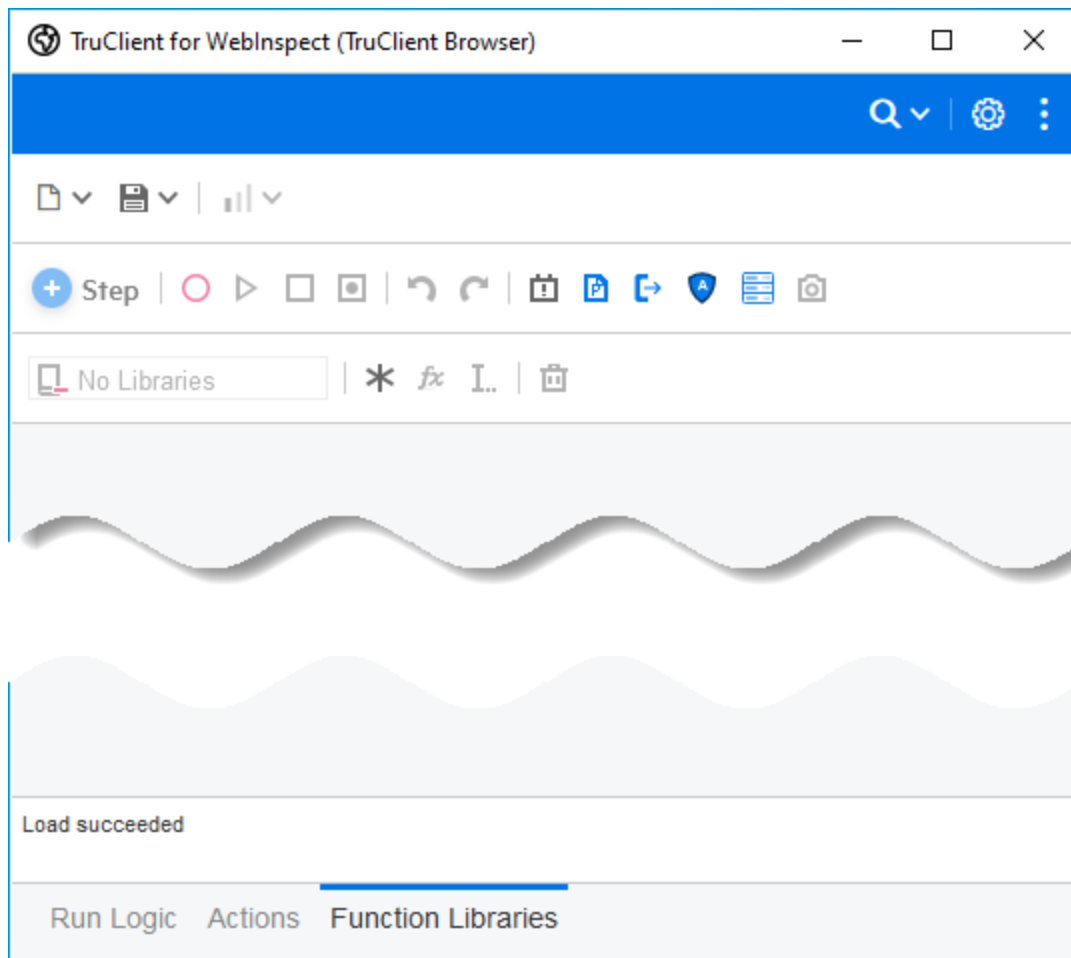 TruClient for WebInspect (TruClient Browser)
Step
No Libraries
fx
I..
Load succeeded
Run Logic Actions Function Libraries